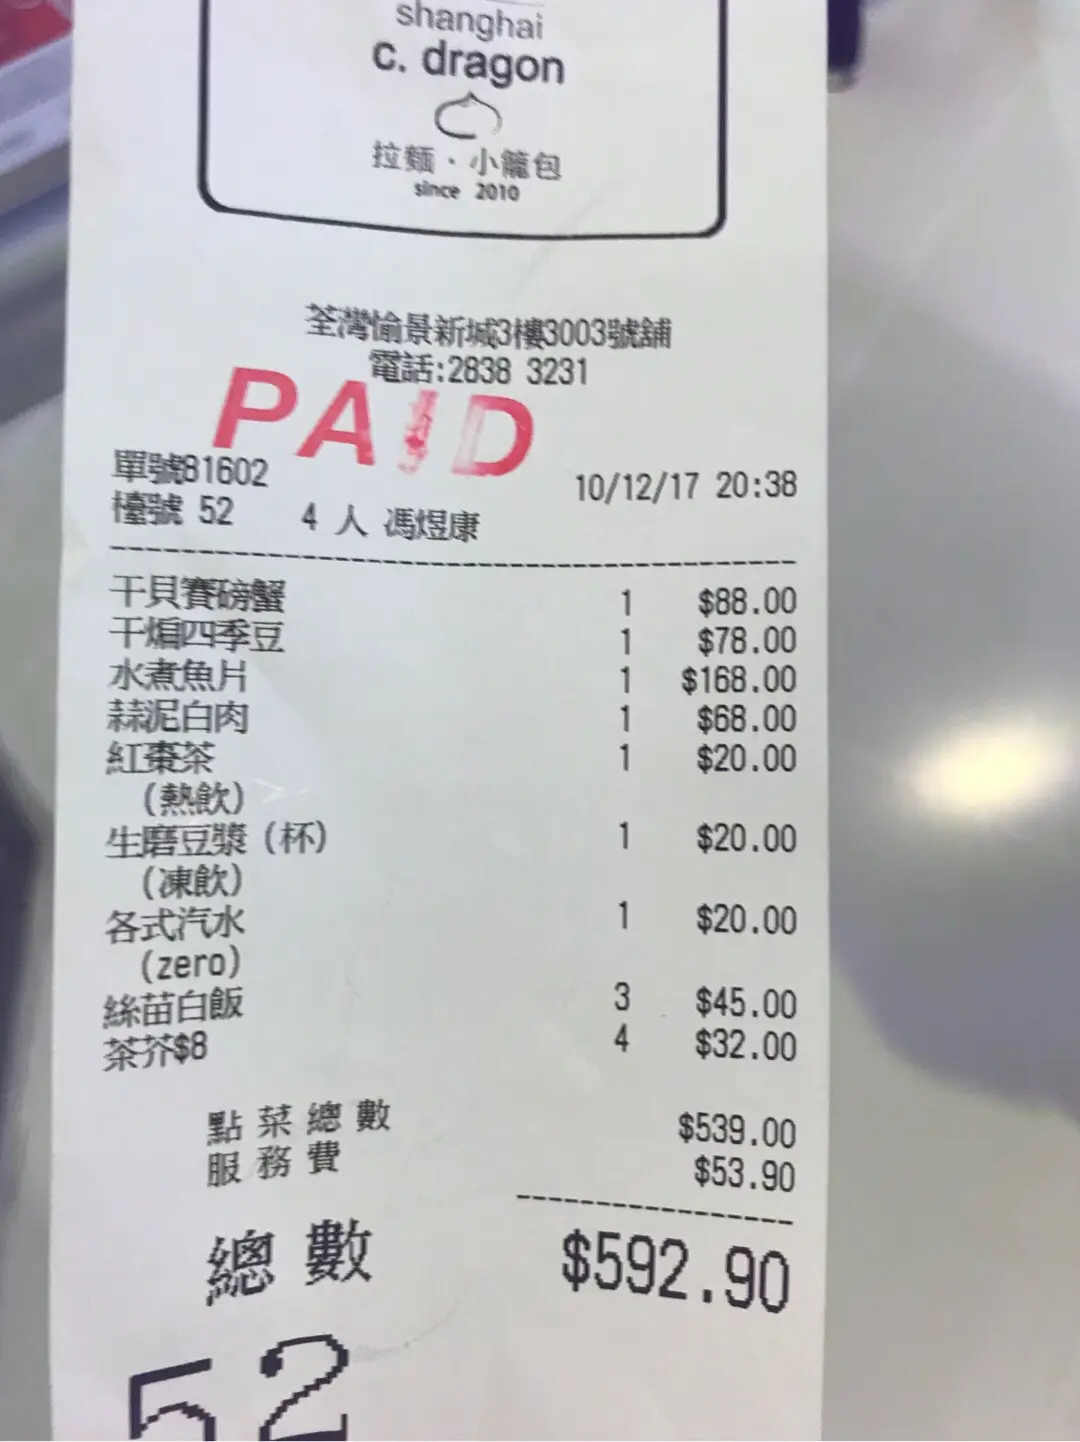 shanghai
c. dragon
拉麵・小籠包
since 2010
荃灣愉景新城3樓3003號舖
電話:2838 3231
PAID
單號81602 10/12/17 20:38
檯號 52 4 人 馮煜康
干貝賽磅蟹 1 $88.00
干煸四季豆 1 $78.00
水煮魚片 1 $168.00
蒜泥白肉 1 $68.00
紅棗茶 1 $20.00
(熱飲)
生磨豆漿(杯) 1 $20.00
(凍飲)
各式汽水 1 $20.00
(zero)
絲苗白飯 3 $45.00
茶芥$8 4 $32.00
點菜總數 $539.00
服務費 $53.90
總數 $592.90
52